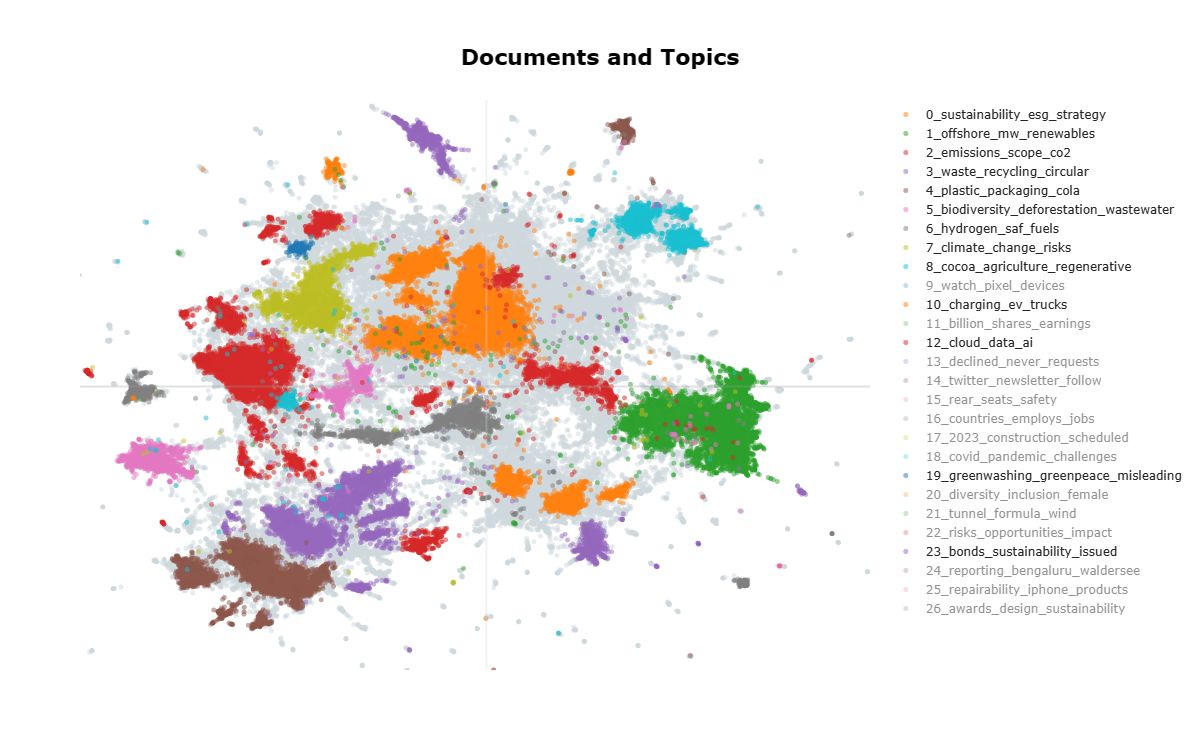 Documents and Topics
0_sustainability_esg_strategy
1_offshore_mw_renewables
2_emissions_scope_co2
3_waste_recycling_circular
4_plastic_packaging_cola
5_biodiversity_deforestation_wastewater
6_hydrogen_saf_fuels
7_climate_change_risks
8_cocoa_agriculture_regenerative
9_watch_pixel_devices
10_charging_ev_trucks
11_billion_shares_earnings
12_cloud_data_ai
13_declined_never_requests
14_twitter_newsletter_follow
15_rear_seats_safety
16_countries_employs_jobs
17_2023_construction_scheduled
18_covid_pandemic_challenges
19_greenwashing_greenpeace_misleading
20_diversity_inclusion_female
21_tunnel_formula_wind
22_risks_opportunities_impact
23_bonds_sustainability_issued
24_reporting_bengaluru_waldersee
25_repairability_iphone_products
26_awards_design_sustainability